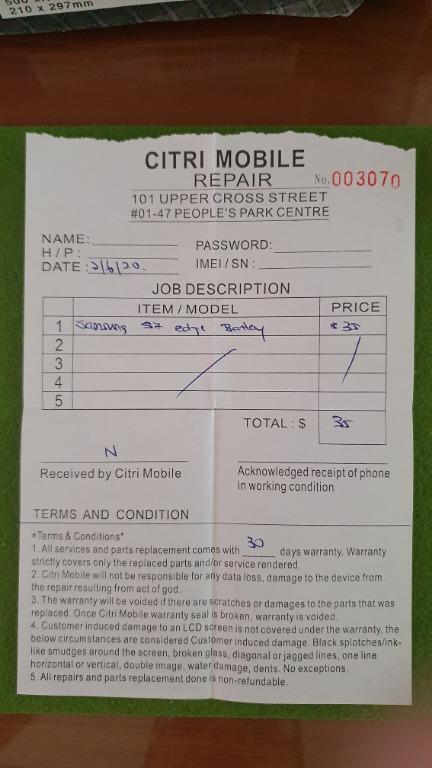 210 x 297mm
CITRI MOBILE
REPAIR
No. 003070
101 UPPER CROSS STREET
#01-47 PEOPLE'S PARK CENTRE
NAME:
PASSWORD:
H/P:
DATE: 2/6/20.
IMEI/SN:
JOB DESCRIPTION
ITEM / MODEL PRICE
1 Samsung S7 edge Battery $35
2
3
4
5
TOTAL: $ 35
N
Received by Citri Mobile
Acknowledged receipt of phone
in working condition
TERMS AND CONDITION
*Terms & Conditions*
1. All services and parts replacement comes with 30 days warranty. Warranty
strictly covers only the replaced parts and/or service rendered.
2. Citri Mobile will not be responsible for any data loss, damage to the device from
the repair resulting from act of god.
3. The warranty will be voided if there are scratches or damages to the parts that was
replaced. Once Citri Mobile warranty seal is broken, warranty is voided.
4. Customer induced damage to an LCD screen is not covered under the warranty, the
below circumstances are considered Customer induced damage. Black splotches/ink-
like smudges around the screen, broken glass, diagonal or jagged lines, one line
horizontal or vertical, double image, water damage, dents. No exceptions.
5. All repairs and parts replacement done is non-refundable.